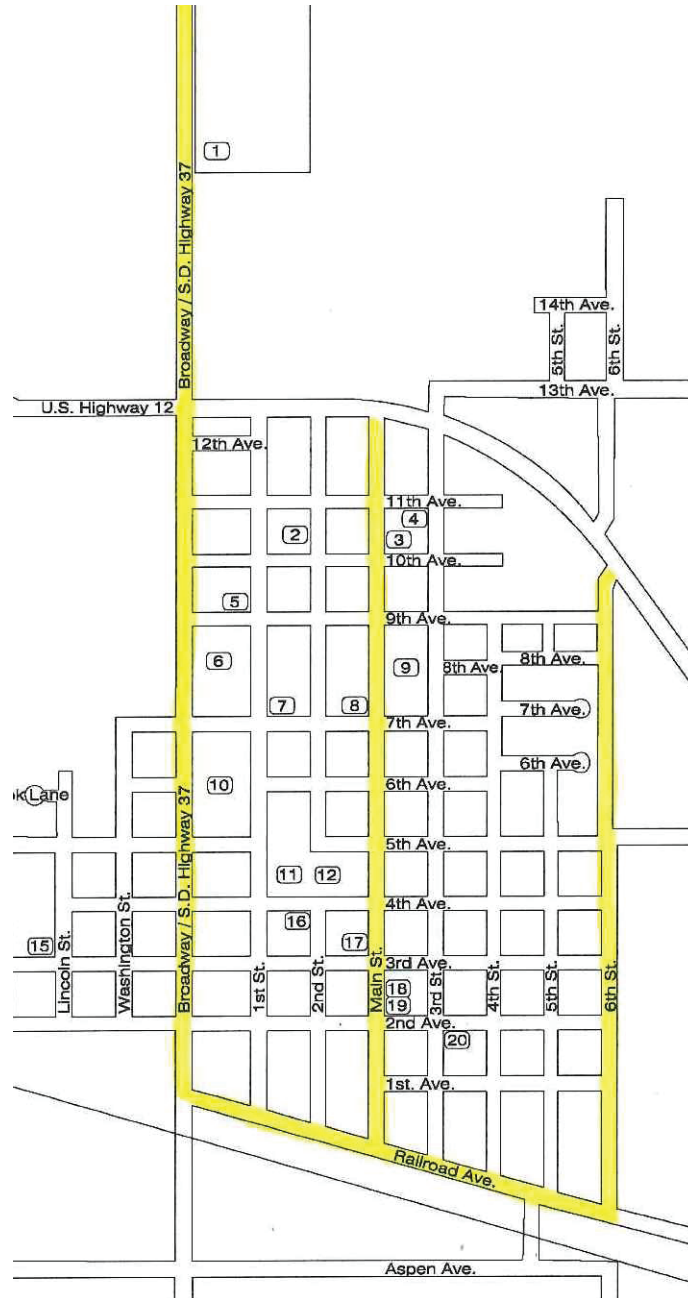 1
Broadway / S.D. Highway 37
14th Ave.
5th St.
6th St.
13th Ave.
U.S. Highway 12
12th Ave.
11th Ave.
4
2
3
10th Ave.
5
9th Ave.
6
9
8th Ave.
8th Ave.
7
8
7th Ave.
7th Ave.
6th Ave.
10
6th Ave.
k Lane
Broadway / S.D. Highway 37
5th Ave.
11
12
4th Ave.
16
15
17
Lincoln St.
Washington St.
1st St.
2nd St.
Main St.
3rd Ave.
18
19
3rd St.
4th St.
5th St.
6th St.
2nd Ave.
20
1st. Ave.
Railroad Ave.
Aspen Ave.